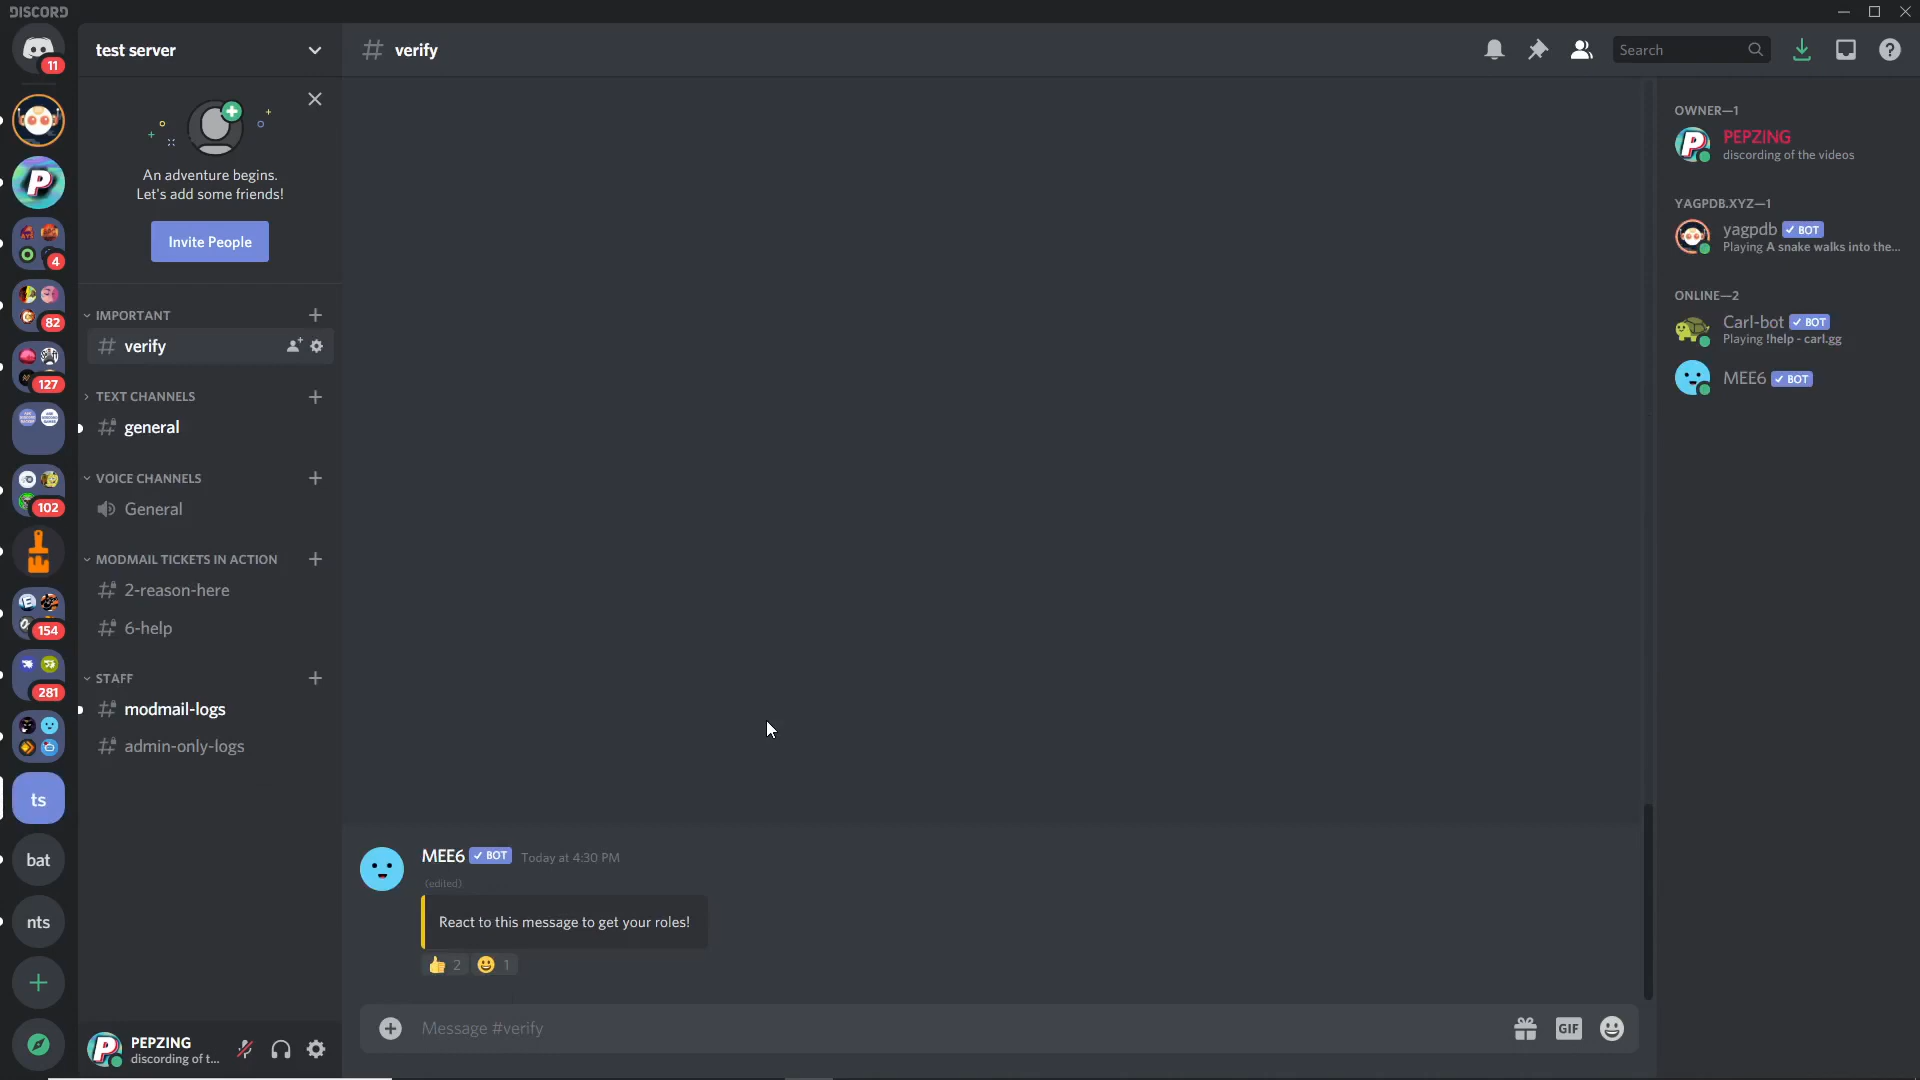 DISCORD
11
4
82
127
102
154
281
ts
bat
nts
test server
An adventure begins.
Let's add some friends!
Invite People
IMPORTANT
verify
TEXT CHANNELS
general
VOICE CHANNELS
General
MODMAIL TICKETS IN ACTION
2-reason-here
6-help
STAFF
modmail-logs
admin-only-logs
PEPZING
discording of t...
# verify
Search
MEE6 ✓ BOT Today at 4:30 PM
(edited)
React to this message to get your roles!
👍 2 😀 1
Message #verify
GIF
OWNER—1
PEPZING
discording of the videos
YAGPDB.XYZ—1
yagpdb ✓ BOT
Playing A snake walks into the...
ONLINE—2
Carl-bot ✓ BOT
Playing !help - carl.gg
MEE6 ✓ BOT